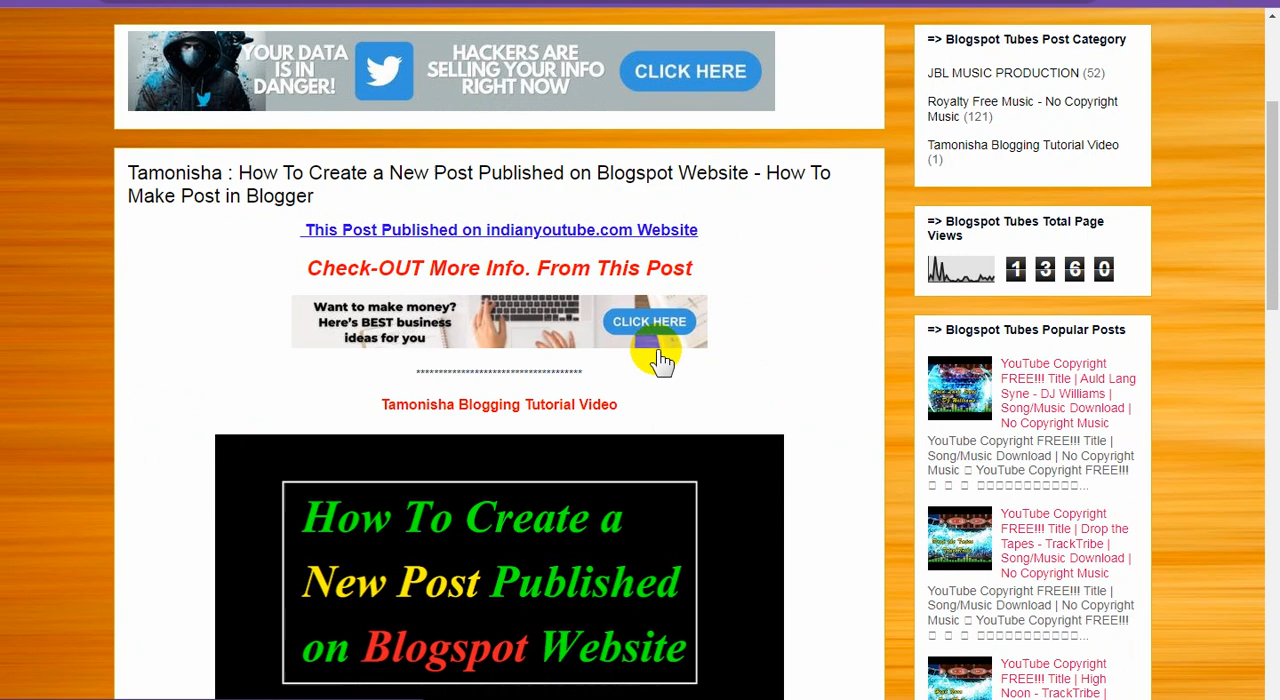 YOUR DATA
IS IN
DANGER!
HACKERS ARE
SELLING YOUR INFO
RIGHT NOW
CLICK HERE
Tamonisha : How To Create a New Post Published on Blogspot Website - How To
Make Post in Blogger
This Post Published on indianyoutube.com Website
Check-OUT More Info. From This Post
Want to make money?
Here's BEST business
ideas for you
CLICK HERE
*************************************
Tamonisha Blogging Tutorial Video
How To Create a
New Post Published
on Blogspot Website
=> Blogspot Tubes Post Category
JBL MUSIC PRODUCTION (52)
Royalty Free Music - No Copyright
Music (121)
Tamonisha Blogging Tutorial Video
(1)
=> Blogspot Tubes Total Page
Views
1360
=> Blogspot Tubes Popular Posts
YouTube Copyright
FREE!!! Title | Auld Lang
Syne - DJ Williams |
Song/Music Download |
No Copyright Music
YouTube Copyright FREE!!! Title |
Song/Music Download | No Copyright
Music YouTube Copyright FREE!!!
...
YouTube Copyright
FREE!!! Title | Drop the
Tapes - TrackTribe |
Song/Music Download |
No Copyright Music
YouTube Copyright FREE!!! Title |
Song/Music Download | No Copyright
Music YouTube Copyright FREE!!!
...
YouTube Copyright
FREE!!! Title | High
Noon - TrackTribe |